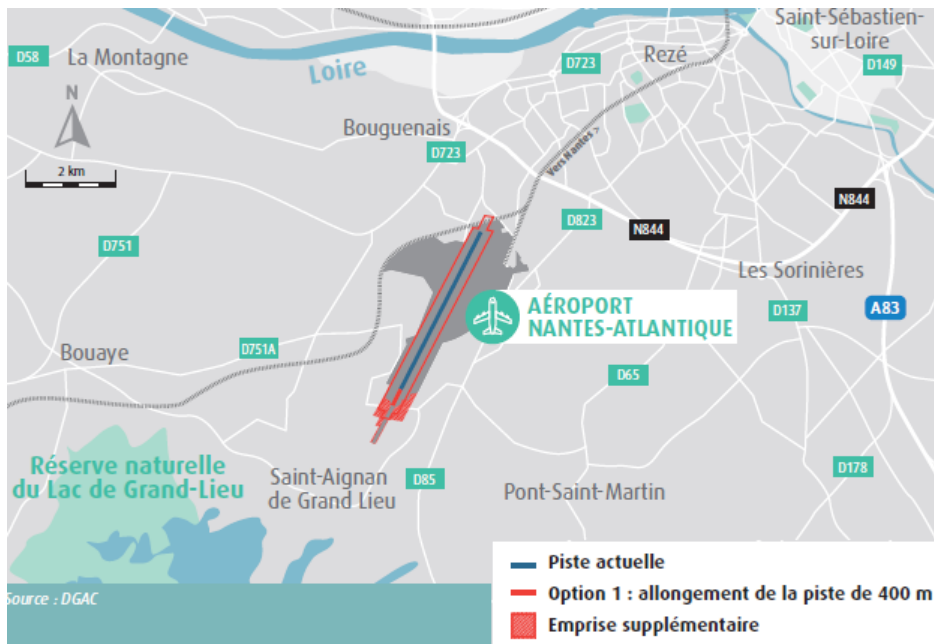 Saint-Sébastien-
sur-Loire
D58
La Montagne
Loire
D723
Rezé
D149
N
Bouguenais
D723
Vers Nantes >
2 km
D823
N844
N844
D751
Les Sorinières
AÉROPORT
NANTES-ATLANTIQUE
D137
A83
Bouaye
D751A
D65
Réserve naturelle
du Lac de Grand-Lieu
Saint-Aignan
de Grand Lieu
D85
Pont-Saint-Martin
D178
Piste actuelle
Option 1 : allongement de la piste de 400 m
Emprise supplémentaire
Source : DGAC